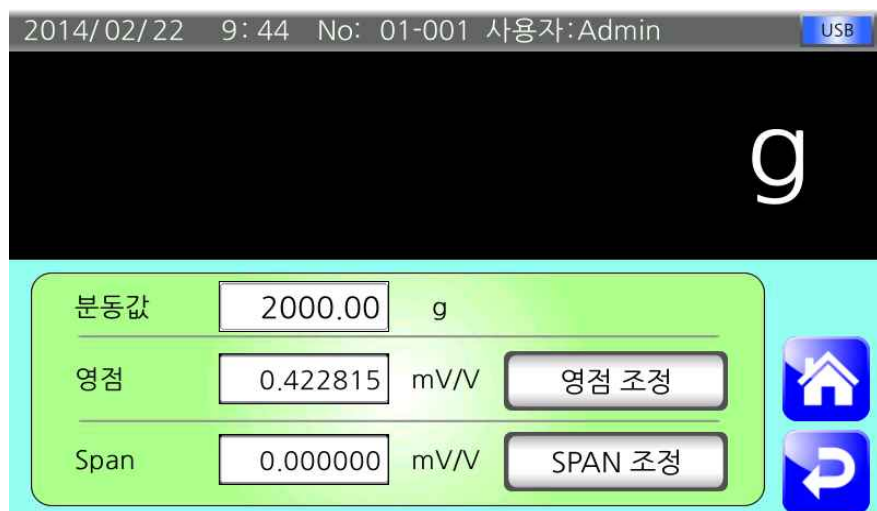 2014/02/22 9:44 No: 01-001 사용자:Admin USB
g
분동값 2000.00 g
영점 0.422815 mV/V 영점 조정
Span 0.000000 mV/V SPAN 조정